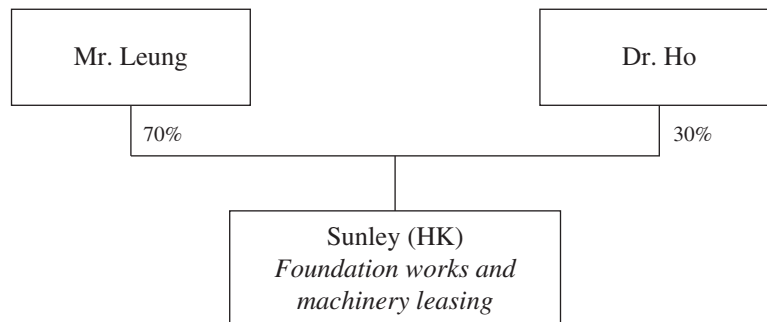 Mr. Leung
Dr. Ho
70%
30%
Sunley (HK)
Foundation works and
machinery leasing